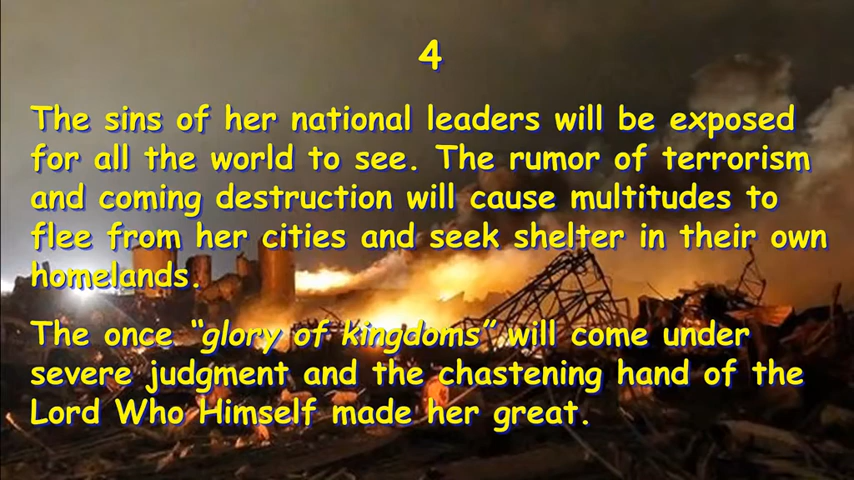 4
The sins of her national leaders will be exposed
for all the world to see. The rumor of terrorism
and coming destruction will cause multitudes to
flee from her cities and seek shelter in their own
homelands.
The once “glory of kingdoms” will come under
severe judgment and the chastening hand of the
Lord Who Himself made her great.